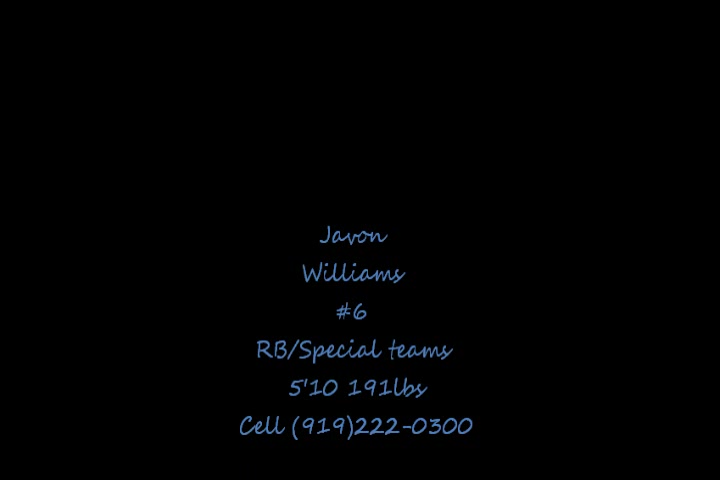 Javon
Williams
#6
RB/Special teams
5'10 191lbs
Cell (919)222-0300